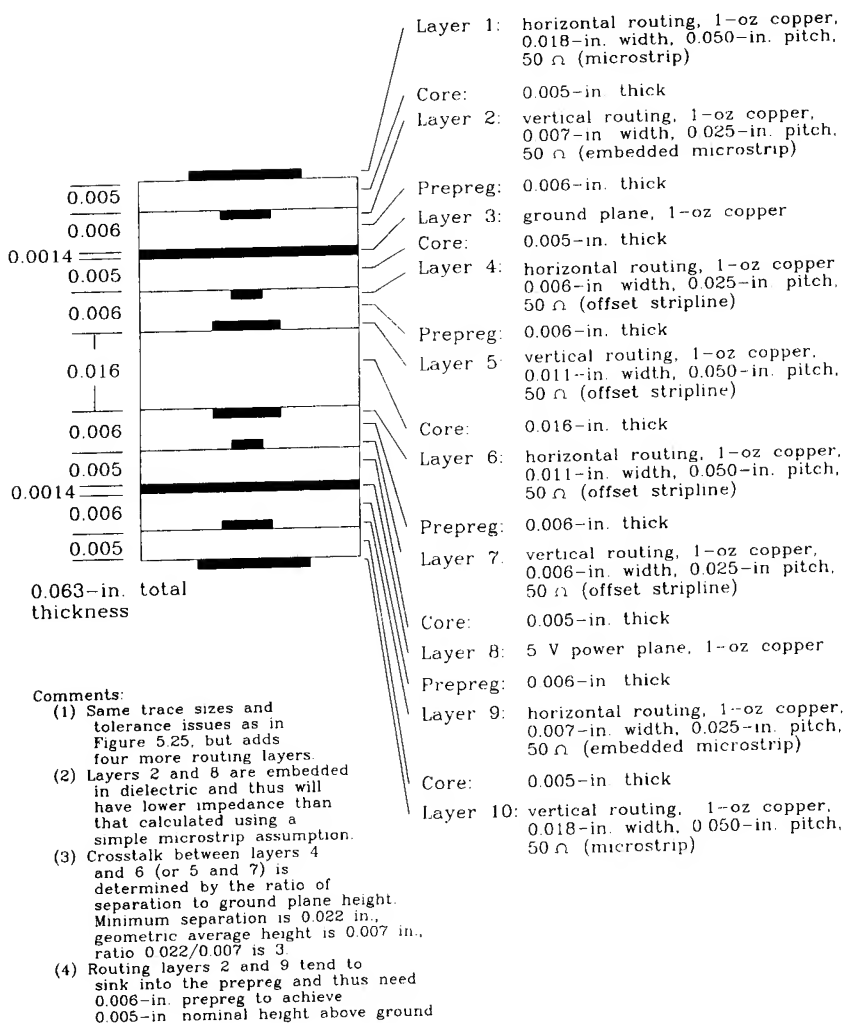 Layer 1: horizontal routing, 1-oz copper,
0.018-in. width, 0.050-in. pitch,
50 Ω (microstrip)
Core: 0.005-in. thick
Layer 2: vertical routing, 1-oz copper,
0.007-in width, 0.025-in. pitch,
50 Ω (embedded microstrip)
Prepreg: 0.006-in. thick
Layer 3: ground plane, 1-oz copper
Core: 0.005-in. thick
Layer 4: horizontal routing, 1-oz copper
0.006-in width, 0.025-in. pitch,
50 Ω (offset stripline)
Prepreg: 0.006-in. thick
Layer 5 vertical routing, 1-oz copper,
0.011-in. width, 0.050-in. pitch,
50 Ω (offset stripline)
Core: 0.016-in. thick
Layer 6: horizontal routing, 1-oz copper,
0.011-in. width, 0.050-in. pitch,
50 Ω (offset stripline)
Prepreg: 0.006-in. thick
Layer 7. vertical routing, 1-oz copper,
0.006-in. width, 0.025-in pitch,
50 Ω (offset stripline)
Core: 0.005-in. thick
Layer 8: 5 V power plane, 1-oz copper
Prepreg: 0 006-in thick
Layer 9: horizontal routing, 1-oz copper,
0.007-in. width, 0.025-in. pitch,
50 Ω (embedded microstrip)
Core: 0.005-in. thick
Layer 10: vertical routing, 1-oz copper,
0.018-in. width, 0 050-in. pitch,
50 Ω (microstrip)
0.005
0.006
0.0014
0.005
0.006
0.016
0.006
0.005
0.0014
0.006
0.005
0.063-in. total
thickness
Comments:
(1) Same trace sizes and
tolerance issues as in
Figure 5.25, but adds
four more routing layers.
(2) Layers 2 and 8 are embedded
in dielectric and thus will
have lower impedance than
that calculated using a
simple microstrip assumption.
(3) Crosstalk between layers 4
and 6 (or 5 and 7) is
determined by the ratio of
separation to ground plane height.
Minimum separation is 0.022 in.,
geometric average height is 0.007 in.,
ratio 0.022/0.007 is 3.
(4) Routing layers 2 and 9 tend to
sink into the prepreg and thus need
0.006-in. prepreg to achieve
0.005-in nominal height above ground